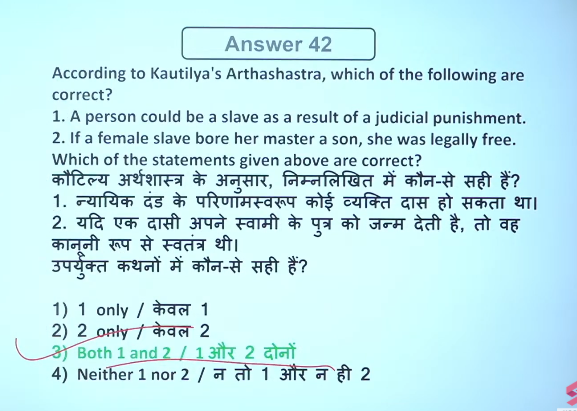 Answer 42
According to Kautilya's Arthashastra, which of the following are
correct?
1. A person could be a slave as a result of a judicial punishment.
2. If a female slave bore her master a son, she was legally free.
Which of the statements given above are correct?
कौटिल्य अर्थशास्त्र के अनुसार, निम्नलिखित में कौन-से सही हैं?
1. न्यायिक दंड के परिणामस्वरूप कोई व्यक्ति दास हो सकता था।
2. यदि एक दासी अपने स्वामी के पुत्र को जन्म देती है, तो वह
कानूनी रूप से स्वतंत्र थी।
उपर्युक्त कथनों में कौन-से सही हैं?
1) 1 only / केवल 1
2) 2 only / केवल 2
3) Both 1 and 2 / 1 और 2 दोनों
4) Neither 1 nor 2 / न तो 1 और न ही 2